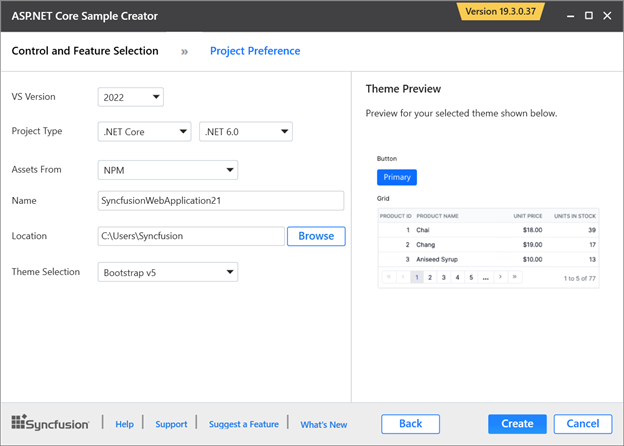 ASP.NET Core Sample Creator
Version 19.3.0.37
Control and Feature Selection » Project Preference
VS Version 2022
Project Type .NET Core .NET 6.0
Assets From NPM
Name SyncfusionWebApplication21
Location C:\Users\Syncfusion Browse
Theme Selection Bootstrap v5
Theme Preview
Preview for your selected theme shown below.
Button
Primary
Grid
PRODUCT ID PRODUCT NAME UNIT PRICE UNITS IN STOCK
1 Chai $18.00 39
2 Chang $19.00 17
3 Aniseed Syrup $10.00 13
« ‹ 1 2 3 4 5 ... › » 1 to 5 of 77
Syncfusion | Help | Support | Suggest a Feature | What's New Back Create Cancel